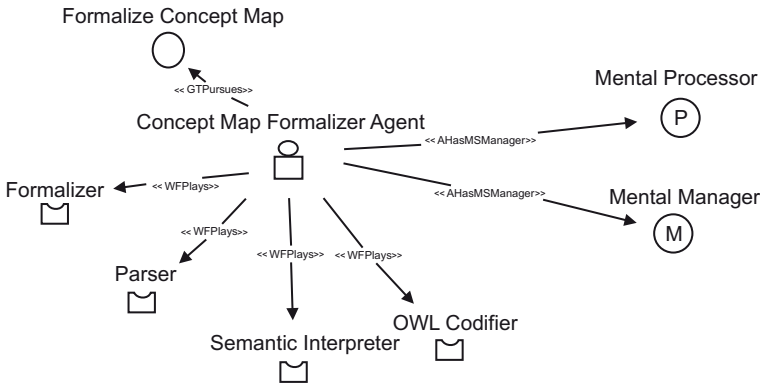 Formalize Concept Map
<< GTPursues>>
Mental Processor
P
Concept Map Formalizer Agent
<< AHasMSManager>>
Formalizer
<< WFPlays>>
<< AHasMSManager>>
Mental Manager
M
<< WFPlays>>
<< WFPlays>>
<< WFPlays>>
Parser
OWL Codifier
Semantic Interpreter